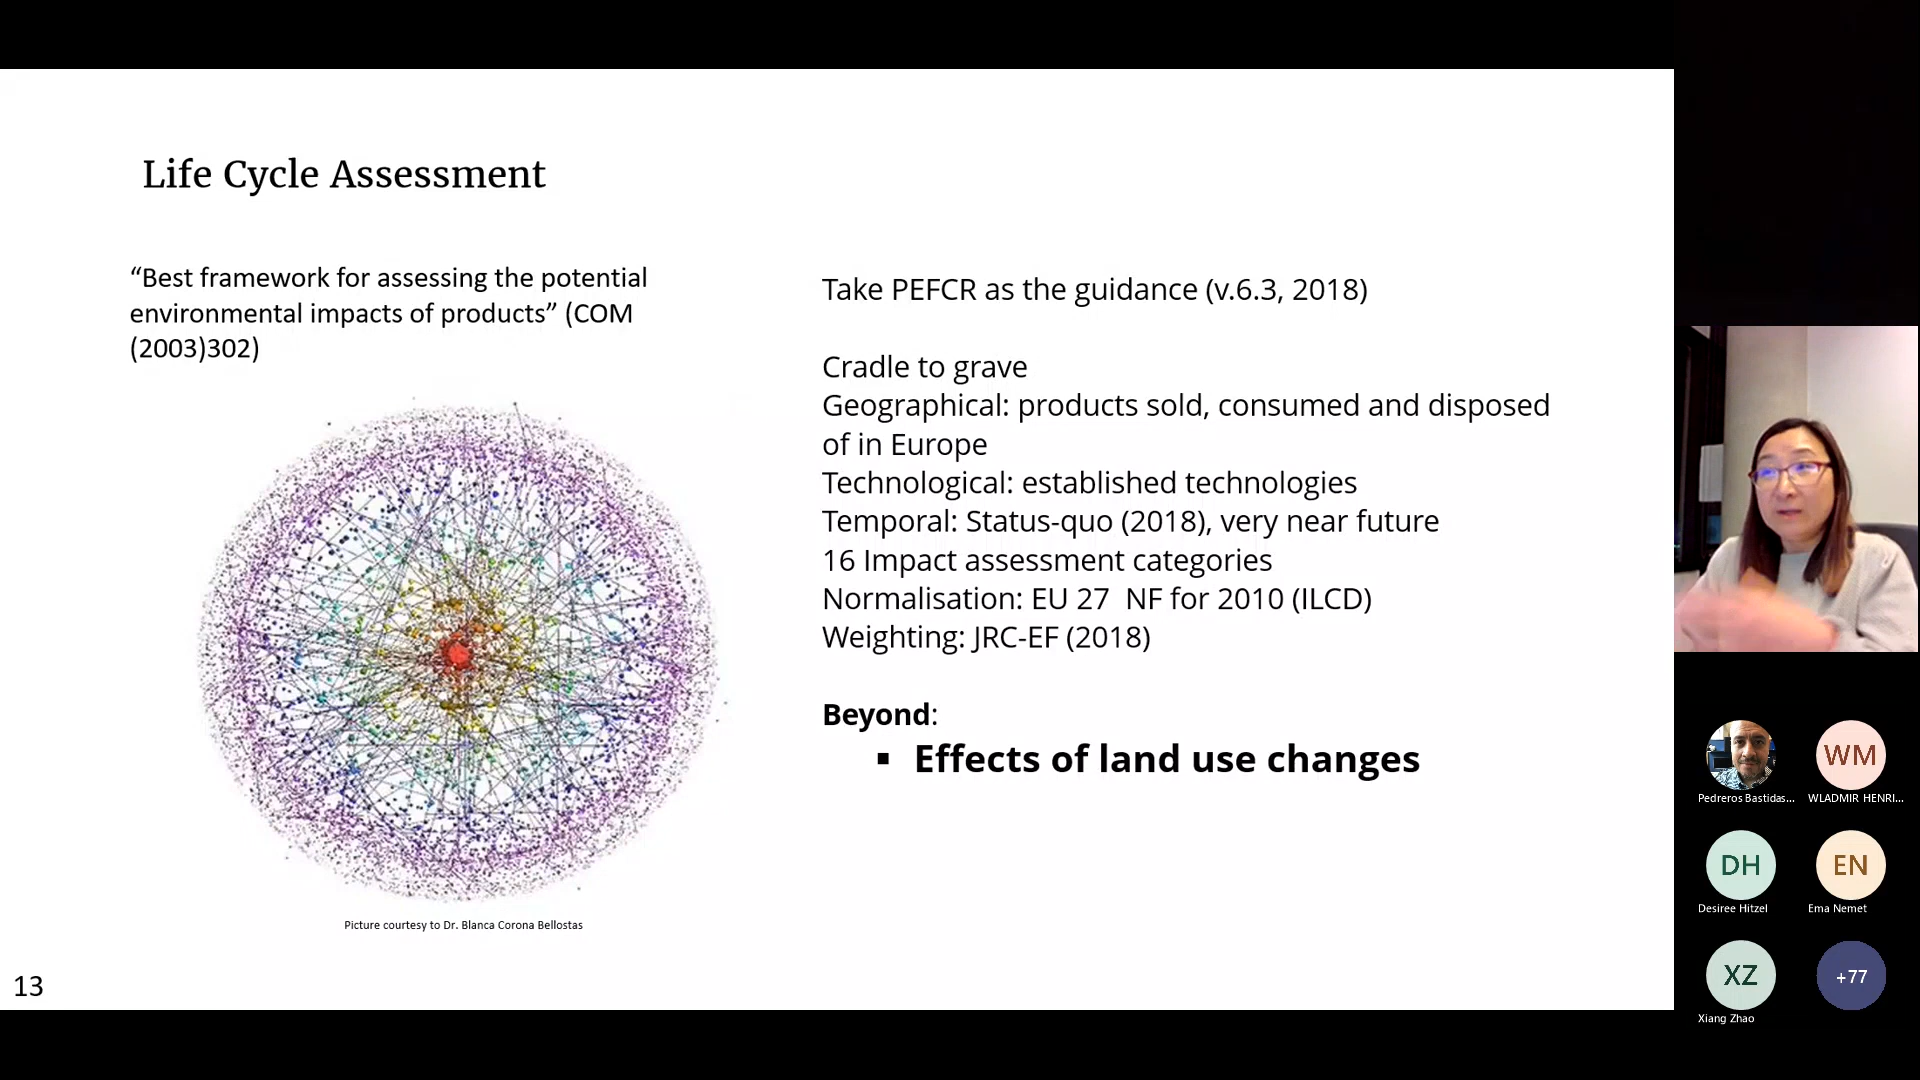 Life Cycle Assessment
“Best framework for assessing the potential
environmental impacts of products” (COM
(2003)302)
Picture courtesy to Dr. Blanca Corona Bellostas
13
Take PEFCR as the guidance (v.6.3, 2018)
Cradle to grave
Geographical: products sold, consumed and disposed
of in Europe
Technological: established technologies
Temporal: Status-quo (2018), very near future
16 Impact assessment categories
Normalisation: EU 27  NF for 2010 (ILCD)
Weighting: JRC-EF (2018)
Beyond:
▪ Effects of land use changes
Pedreros Bastidas...
WM
WLADMIR HENRI...
DH
Desiree Hitzel
EN
Ema Nemet
XZ
Xiang Zhao
+77